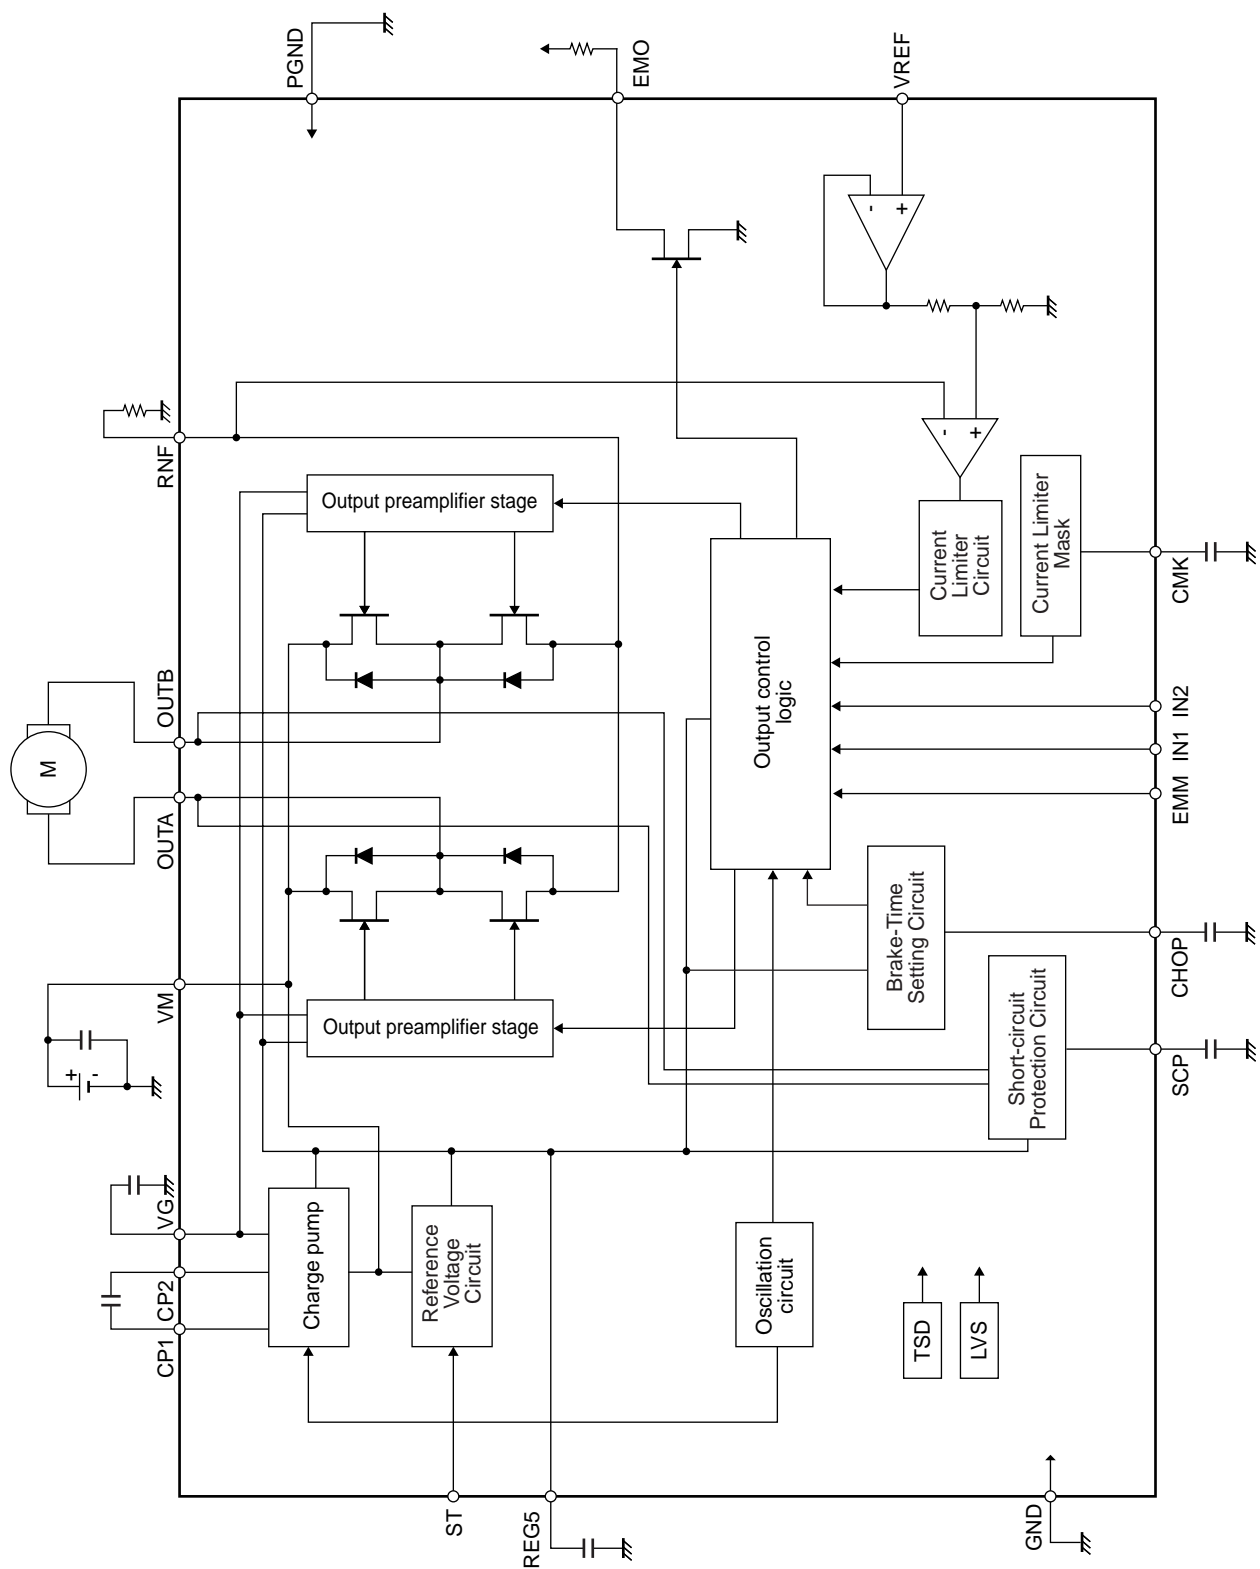 PGND
EMO
VREF
RNF
OUTB
OUTA
VM
VG
CP2
CP1
ST
REG5
GND
CMK
IN2
IN1
EMM
CHOP
SCP
M
+ -
Output preamplifier stage
Output preamplifier stage
Output control
logic
Current
Limiter
Circuit
Current Limiter
Mask
- +
- +
Brake-Time
Setting Circuit
Short-circuit
Protection Circuit
Charge pump
Reference
Voltage
Circuit
Oscillation
circuit
TSD
LVS